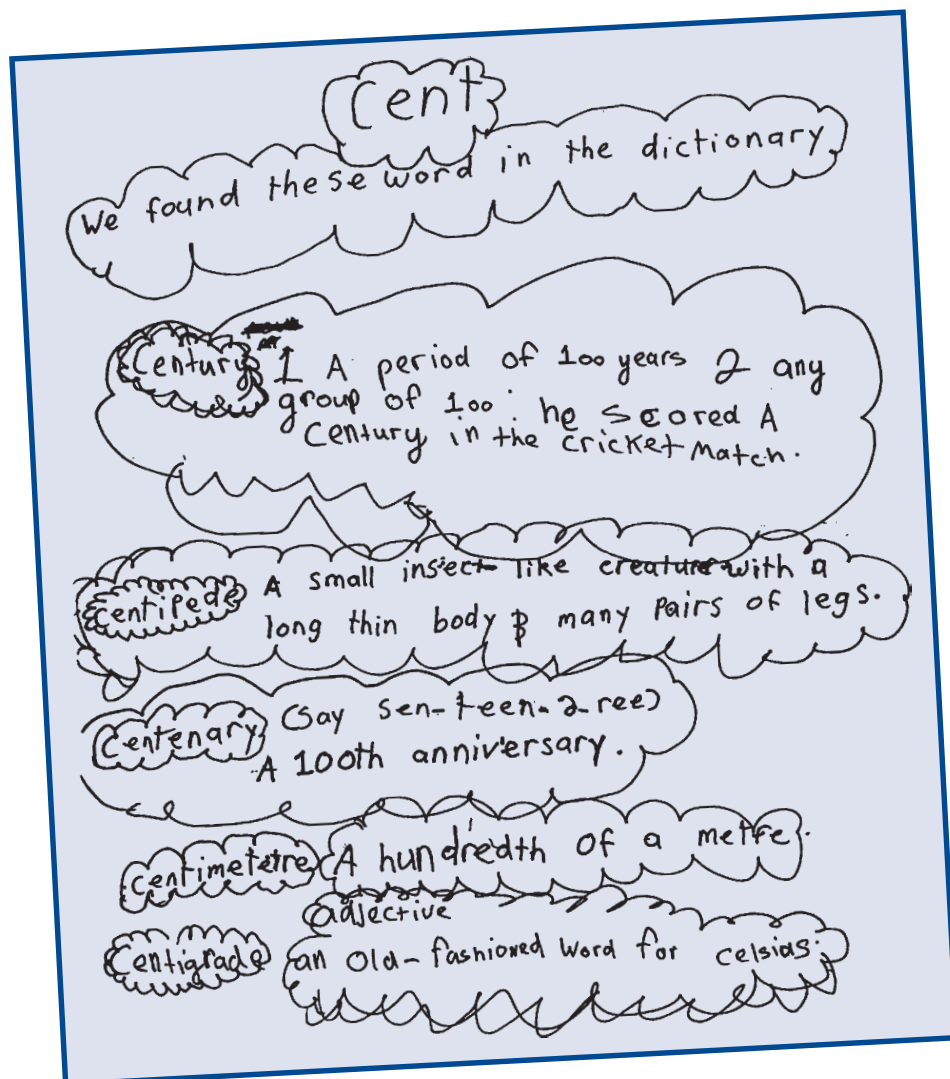 Cent
We found these word in the dictionary
Century 1 A period of 100 years 2 any
group of 100: he scored A
Century in the cricket Match.
Centipede A small insect-like creature with a
long thin body & many pairs of legs.
Centenary (Say sen-teen-a-ree)
A 100th anniversary.
centimetetre A hundredth of a metre.
adjective
Centigrade an old-fashioned word for celsias.